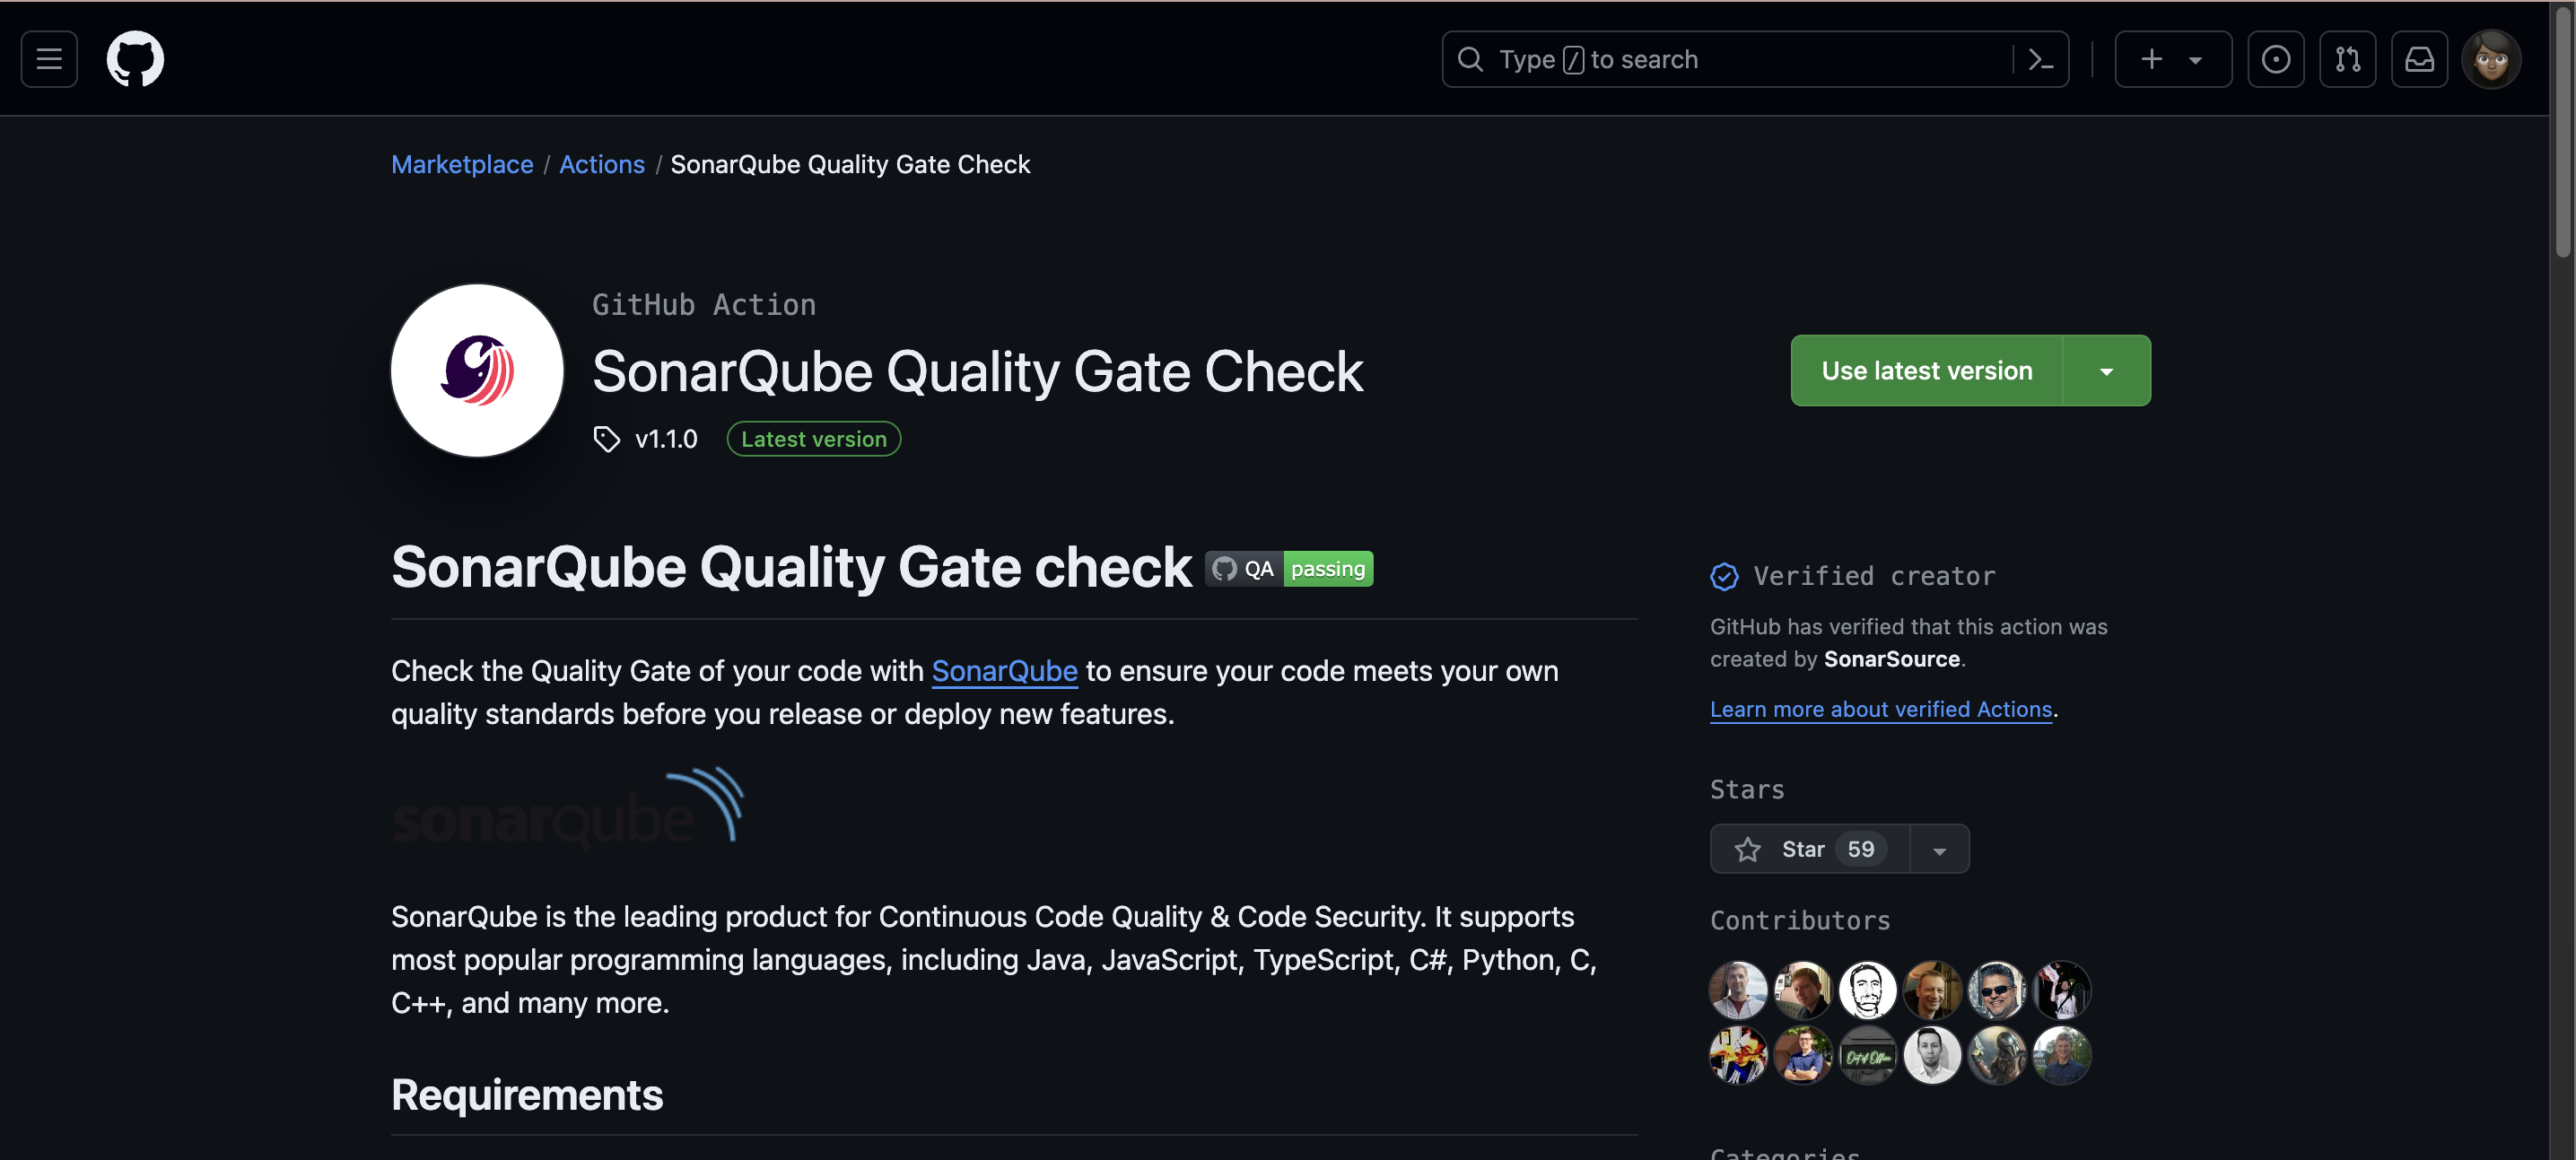 Type / to search
Marketplace / Actions / SonarQube Quality Gate Check
GitHub Action
SonarQube Quality Gate Check
Use latest version
v1.1.0 Latest version
SonarQube Quality Gate check QA passing
Verified creator
GitHub has verified that this action was
created by SonarSource.
Learn more about verified Actions.
Check the Quality Gate of your code with SonarQube to ensure your code meets your own
quality standards before you release or deploy new features.
sonarqube
Stars
Star 59
SonarQube is the leading product for Continuous Code Quality & Code Security. It supports
most popular programming languages, including Java, JavaScript, TypeScript, C#, Python, C,
C++, and many more.
Contributors
Out of Office
Requirements
Categories